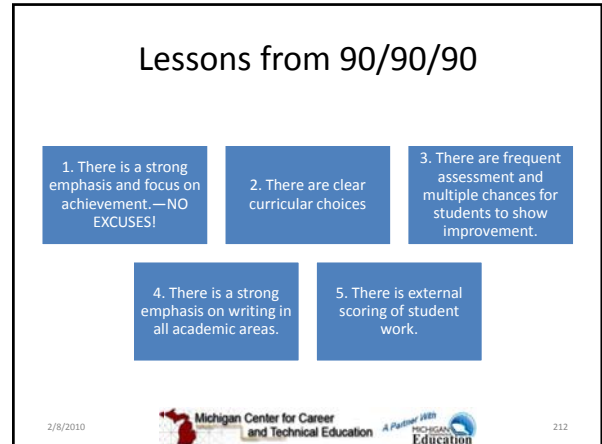 Lessons from 90/90/90
1. There is a strong
emphasis and focus on
achievement.—NO
EXCUSES!
2. There are clear
curricular choices
3. There are frequent
assessment and
multiple chances for
students to show
improvement.
4. There is a strong
emphasis on writing in
all academic areas.
5. There is external
scoring of student
work.
2/8/2010
Michigan Center for Career
and Technical Education
A Partner With
MICHIGAN
Education
212